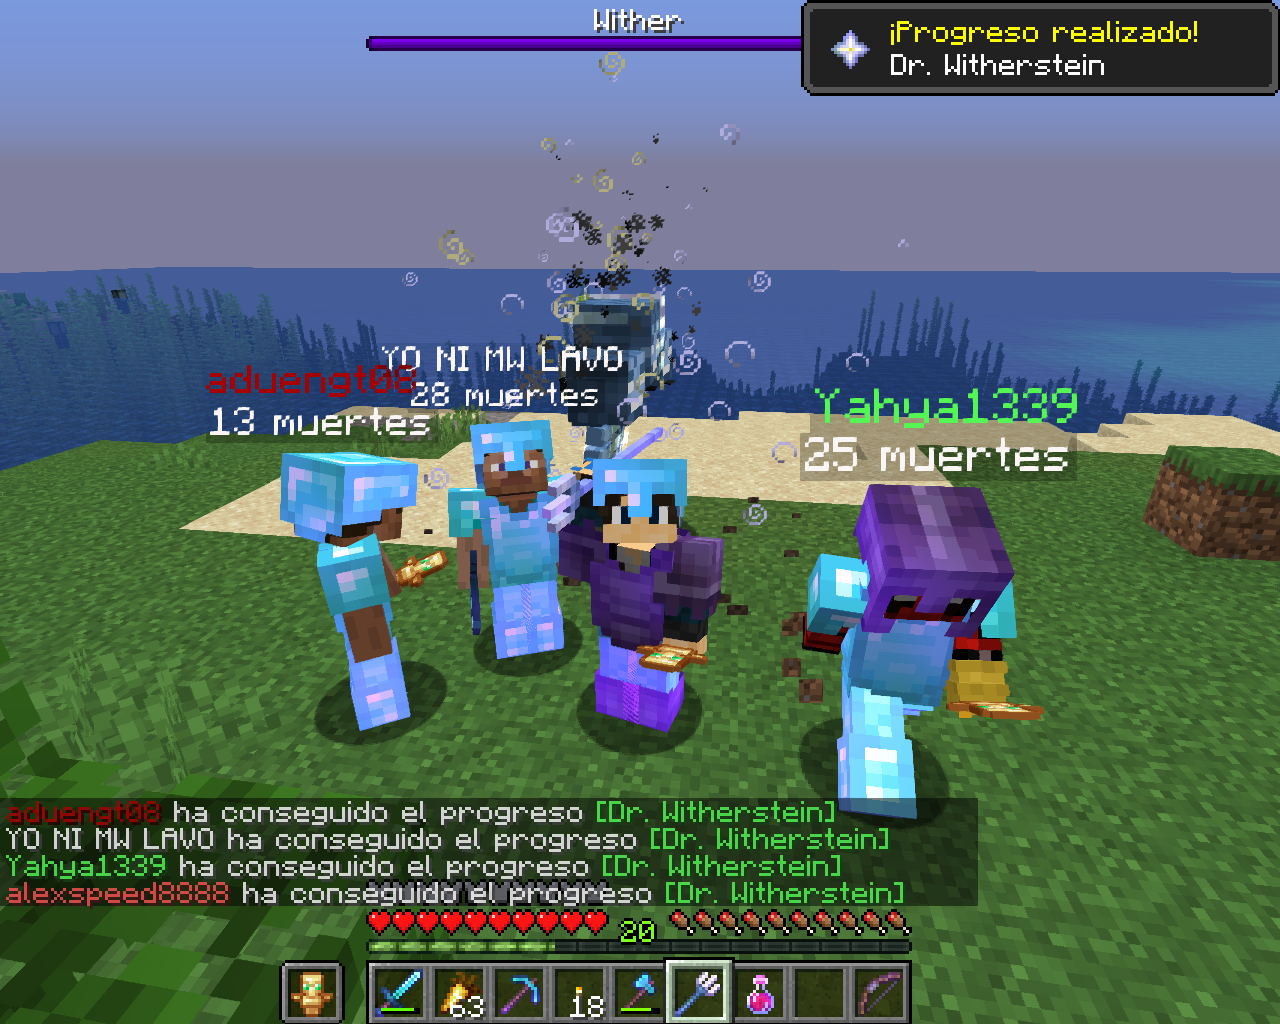 Wither
¡Progreso realizado!
Dr. Witherstein
YO NI MW LAVO
28 muertes
aduengt08
13 muertes
Yahya1339
25 muertes
aduengt08 ha conseguido el progreso [Dr. Witherstein]
YO NI MW LAVO ha conseguido el progreso [Dr. Witherstein]
Yahya1339 ha conseguido el progreso [Dr. Witherstein]
alexspeed8888 ha conseguido el progreso [Dr. Witherstein]
20
63
18